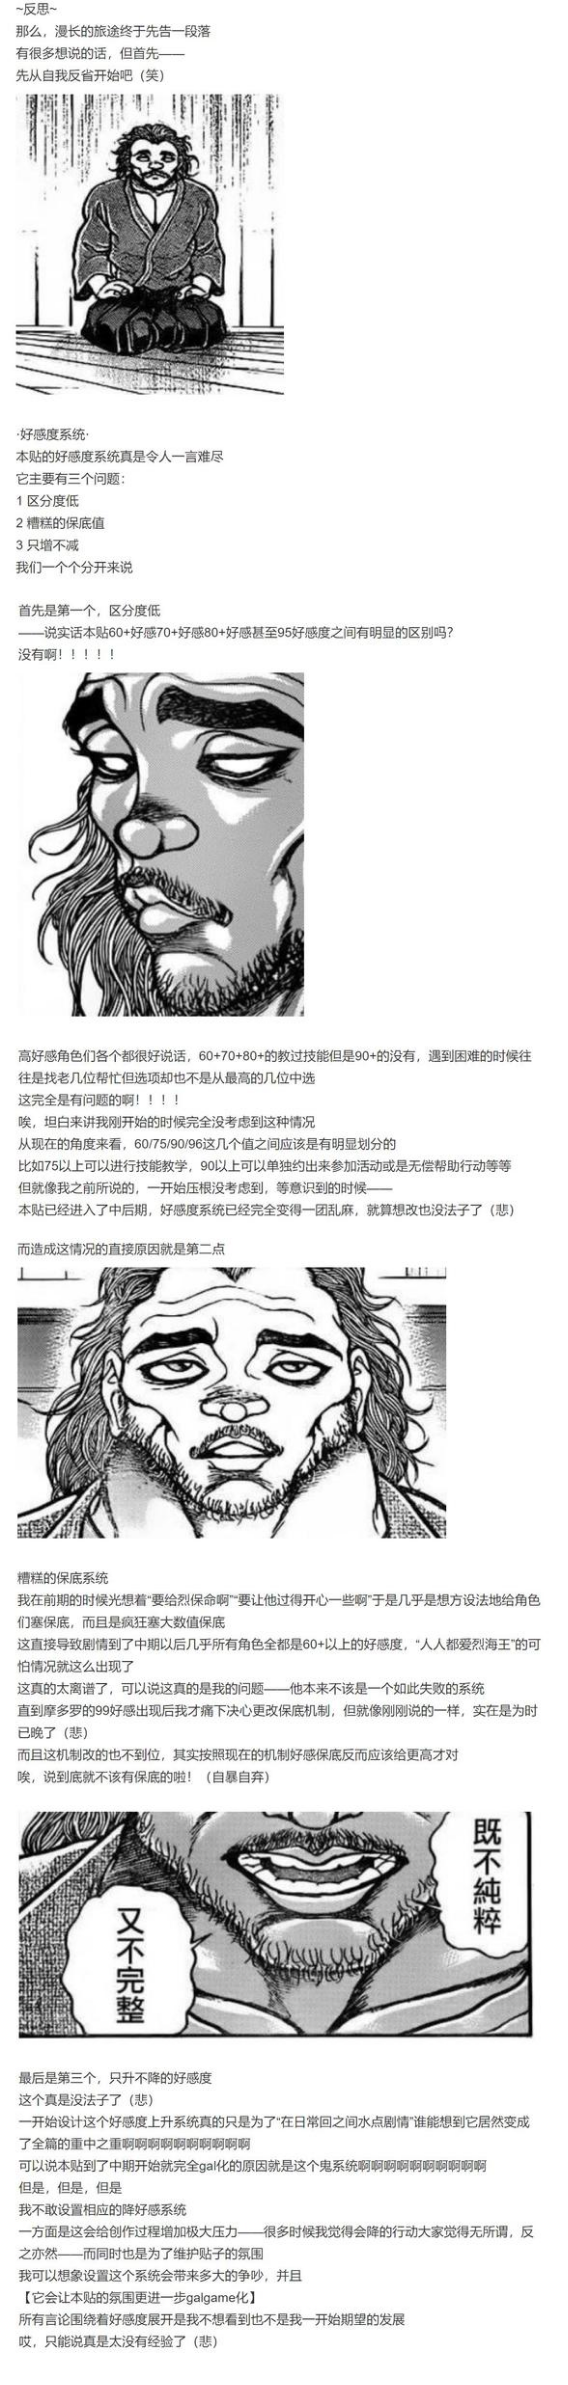 ~反思~
那么，漫长的旅途终于先告一段落
有很多想说的话，但首先——
先从自我反省开始吧（笑）
·好感度系统·
本贴的好感度系统真是令人一言难尽
它主要有三个问题：
1 区分度低
2 糟糕的保底值
3 只增不减
我们一个个分开来说
首先是第一个，区分度低
——说实话本贴60+好感70+好感80+好感甚至95好感度之间有明显的区别吗？
没有啊！！！！！
高好感角色们各个都很好说话，60+70+80+的教过技能但是90+的没有，遇到困难的时候往
往是找老几位帮忙但选项却也不是从最高的几位中选
这完全是有问题的啊！！！！
唉，坦白来讲我刚开始的时候完全没考虑到这种情况
从现在的角度来看，60/75/90/96这几个值之间应该是有明显划分的
比如75以上可以进行技能教学，90以上可以单独约出来参加活动或是无偿帮助行动等等
但就像我之前所说的，一开始压根没考虑到，等意识到的时候——
本贴已经进入了中后期，好感度系统已经完全变得一团乱麻，就算想改也没法子了（悲）
而造成这情况的直接原因就是第二点
糟糕的保底系统
我在前期的时候光想着“要给烈保命啊”“要让他过得开心一些啊”于是几乎是想方设法地给角色
们塞保底，而且是疯狂塞大数值保底
这直接导致剧情到了中期以后几乎所有角色全都是60+以上的好感度，“人人都爱烈海王”的可
怕情况就这么出现了
这真的太离谱了，可以说这真的是我的问题——他本来不该是一个如此失败的系统
直到摩多罗的99好感出现后我才痛下决心更改保底机制，但就像刚刚说的一样，实在是为时
已晚了（悲）
而且这机制改的也不到位，其实按照现在的机制好感保底反而应该给更高才对
唉，说到底就不该有保底的啦！（自暴自弃）
既不純粹
又不完整
最后是第三个，只升不降的好感度
这个真是没法子了（悲）
一开始设计这个好感度上升系统真的只是为了“在日常回之间水点剧情”谁能想到它居然变成
了全篇的重中之重啊啊啊啊啊啊啊啊啊啊
可以说本贴到了中期开始就完全gal化的原因就是这个鬼系统啊啊啊啊啊啊啊啊啊啊
但是，但是，但是
我不敢设置相应的降好感系统
一方面是这会给创作过程增加极大压力——很多时候我觉得会降的行动大家觉得无所谓，反
之亦然——而同时也是为了维护贴子的氛围
我可以想象设置这个系统会带来多大的争吵，并且
【它会让本贴的氛围更进一步galgame化】
所有言论围绕着好感度展开是我不想看到也不是我一开始期望的发展
哎，只能说真是太没有经验了（悲）